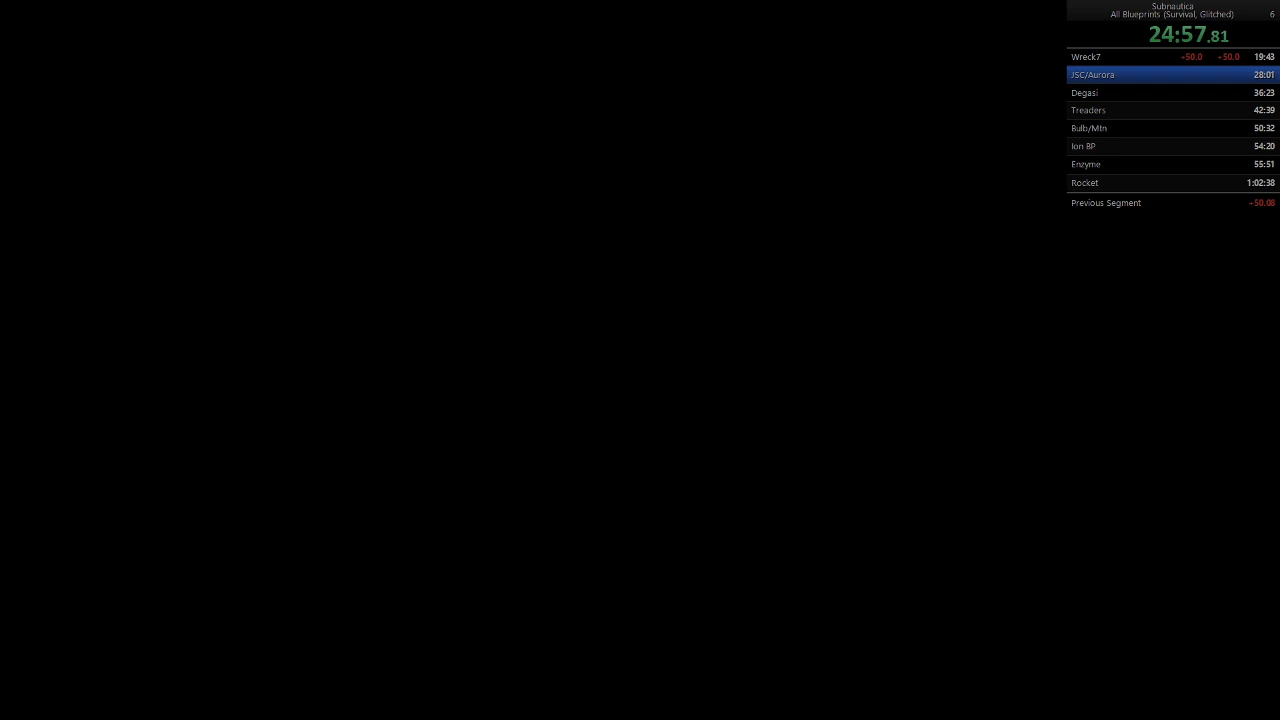 Subnautica
All Blueprints (Survival, Glitched) 6
24:57.81
Wreck7 +50.0 +50.0 19:43
JSC/Aurora 28:01
Degasi 36:23
Treaders 42:39
Bulb/Mtn 50:32
Ion BP 54:20
Enzyme 55:51
Rocket 1:02:38
Previous Segment +50.08